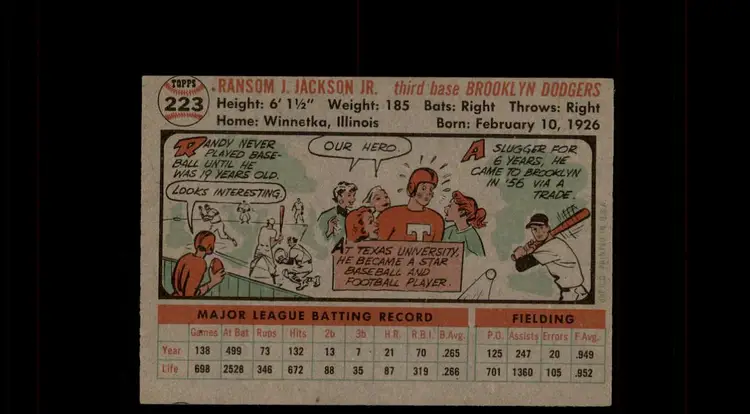 TOPPS
223
RANSOM J. JACKSON JR. third base BROOKLYN DODGERS
Height: 6' 1½" Weight: 185 Bats: Right Throws: Right
Home: Winnetka, Illinois Born: February 10, 1926
RANDY NEVER
PLAYED BASE-
BALL UNTIL HE
WAS 19 YEARS OLD.
LOOKS INTERESTING
OUR HERO.
T
AT TEXAS UNIVERSITY,
HE BECAME A STAR
BASEBALL AND
FOOTBALL PLAYER.
A SLUGGER FOR
6 YEARS, HE
CAME TO BROOKLYN
IN '56 VIA A
TRADE.
MAJOR LEAGUE BATTING RECORD FIELDING
Games At Bat Runs Hits 2b 3b H.R. R.B.I. B.Avg. P.O. Assists Errors F.Avg.
Year 138 499 73 132 13 7 21 70 .265 125 247 20 .949
Life 698 2528 346 672 88 35 87 319 .266 701 1360 105 .952